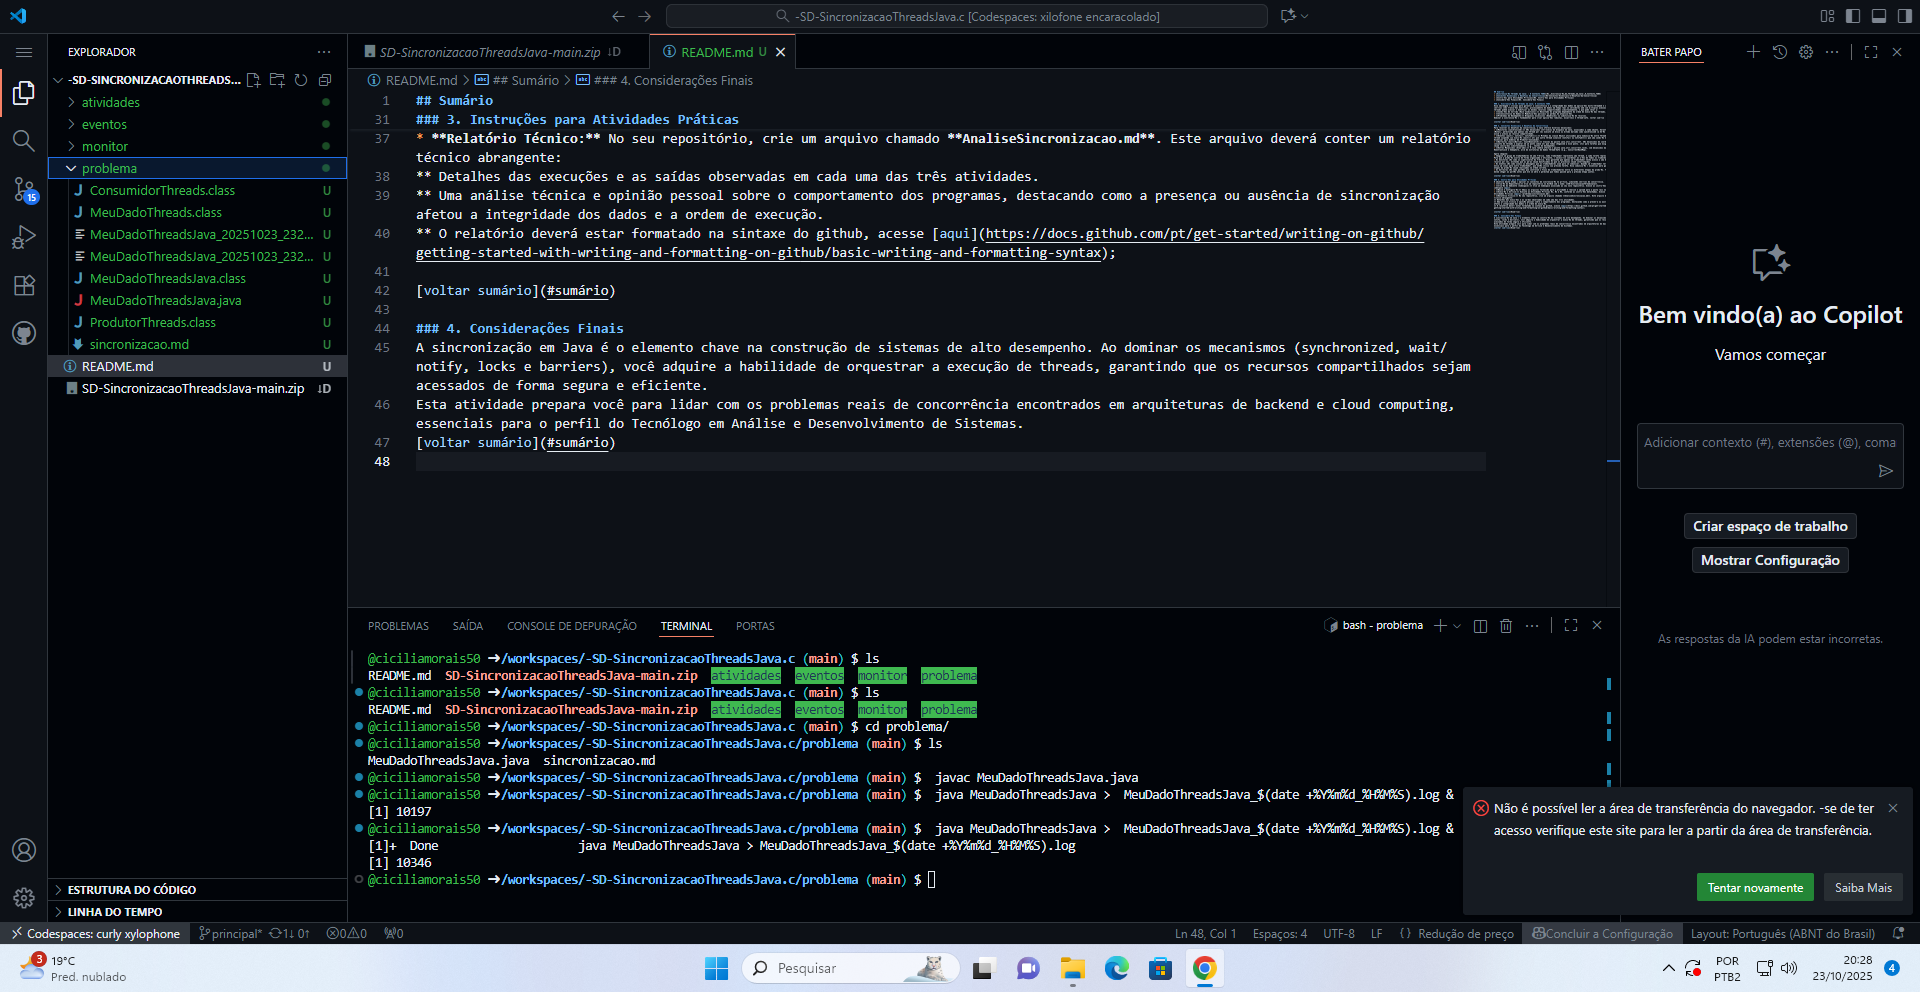 -SD-SincronizacaoThreadsJava.c [Codespaces: xilofone encaracolado]
EXPLORADOR
-SD-SINCRONIZACAOTHREADS...
atividades
eventos
monitor
problema
ConsumidorThreads.class U
MeuDadoThreads.class U
MeuDadoThreadsJava_20251023_232... U
MeuDadoThreadsJava_20251023_232... U
MeuDadoThreadsJava.class U
MeuDadoThreadsJava.java U
ProdutorThreads.class U
sincronizacao.md U
README.md U
SD-SincronizacaoThreadsJava-main.zip ↓D
ESTRUTURA DO CÓDIGO
LINHA DO TEMPO
15
SD-SincronizacaoThreadsJava-main.zip ↓D
README.md U
README.md > ## Sumário > ### 4. Considerações Finais
1 ## Sumário
31 ### 3. Instruções para Atividades Práticas
37 * **Relatório Técnico:** No seu repositório, crie um arquivo chamado **AnaliseSincronizacao.md**. Este arquivo deverá conter um relatório
técnico abrangente:
38 ** Detalhes das execuções e as saídas observadas em cada uma das três atividades.
39 ** Uma análise técnica e opinião pessoal sobre o comportamento dos programas, destacando como a presença ou ausência de sincronização
afetou a integridade dos dados e a ordem de execução.
40 ** O relatório deverá estar formatado na sintaxe do github, acesse [aqui](https://docs.github.com/pt/get-started/writing-on-github/
getting-started-with-writing-and-formatting-on-github/basic-writing-and-formatting-syntax);
41
42 [voltar sumário](#sumário)
43
44 ### 4. Considerações Finais
45 A sincronização em Java é o elemento chave na construção de sistemas de alto desempenho. Ao dominar os mecanismos (synchronized, wait/
notify, locks e barriers), você adquire a habilidade de orquestrar a execução de threads, garantindo que os recursos compartilhados sejam
acessados de forma segura e eficiente.
46 Esta atividade prepara você para lidar com os problemas reais de concorrência encontrados em arquiteturas de backend e cloud computing,
essenciais para o perfil do Tecnólogo em Análise e Desenvolvimento de Sistemas.
47 [voltar sumário](#sumário)
48
PROBLEMAS SAÍDA CONSOLE DE DEPURAÇÃO TERMINAL PORTAS
bash - problema
@ciciliamorais50 ➜/workspaces/-SD-SincronizacaoThreadsJava.c (main) $ ls
README.md SD-SincronizacaoThreadsJava-main.zip atividades eventos monitor problema
@ciciliamorais50 ➜/workspaces/-SD-SincronizacaoThreadsJava.c (main) $ ls
README.md SD-SincronizacaoThreadsJava-main.zip atividades eventos monitor problema
@ciciliamorais50 ➜/workspaces/-SD-SincronizacaoThreadsJava.c (main) $ cd problema/
@ciciliamorais50 ➜/workspaces/-SD-SincronizacaoThreadsJava.c/problema (main) $ ls
MeuDadoThreadsJava.java sincronizacao.md
@ciciliamorais50 ➜/workspaces/-SD-SincronizacaoThreadsJava.c/problema (main) $ javac MeuDadoThreadsJava.java
@ciciliamorais50 ➜/workspaces/-SD-SincronizacaoThreadsJava.c/problema (main) $ java MeuDadoThreadsJava > MeuDadoThreadsJava_$(date +%Y%m%d_%H%M%S).log &
[1] 10197
@ciciliamorais50 ➜/workspaces/-SD-SincronizacaoThreadsJava.c/problema (main) $ java MeuDadoThreadsJava > MeuDadoThreadsJava_$(date +%Y%m%d_%H%M%S).log &
[1]+ Done java MeuDadoThreadsJava > MeuDadoThreadsJava_$(date +%Y%m%d_%H%M%S).log
[1] 10346
@ciciliamorais50 ➜/workspaces/-SD-SincronizacaoThreadsJava.c/problema (main) $
BATER PAPO
Bem vindo(a) ao Copilot
Vamos começar
Adicionar contexto (#), extensões (@), coma
Criar espaço de trabalho
Mostrar Configuração
As respostas da IA podem estar incorretas.
Não é possível ler a área de transferência do navegador. -se de ter
acesso verifique este site para ler a partir da área de transferência.
Tentar novamente Saiba Mais
Codespaces: curly xylophone principal* 1↓ 0↑ 0 0 0
Ln 48, Col 1 Espaços: 4 UTF-8 LF {} Redução de preço Concluir a Configuração Layout: Português (ABNT do Brasil)
3
19°C
Pred. nublado
Pesquisar
POR
PTB2
20:28
23/10/2025
4